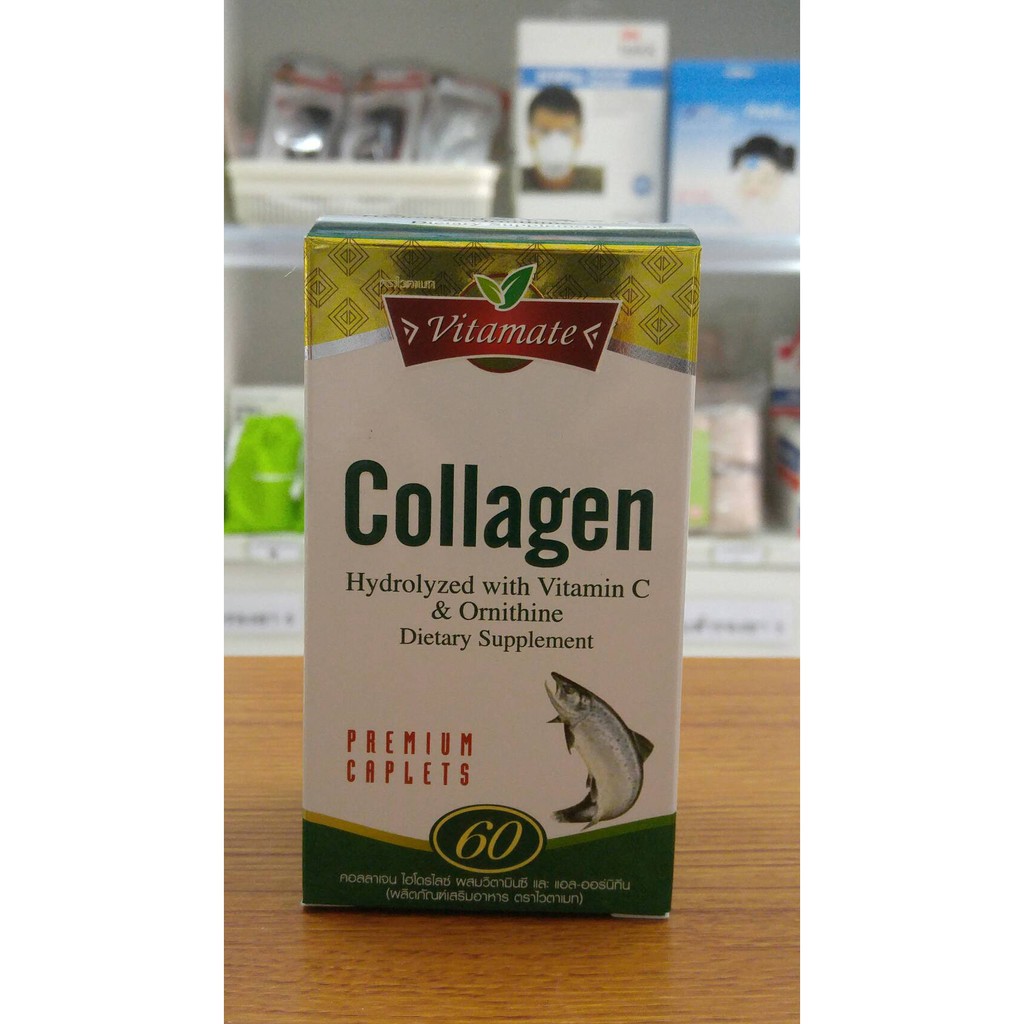 Dietary Supplement
ตราไวตาเมท
Vitamate
Collagen
Hydrolyzed with Vitamin C
& Ornithine
Dietary Supplement
PREMIUM
CAPLETS
60
คอลลาเจน ไฮโดรไลซ์ ผสมวิตามินซี และ แอล-ออร์นิทีน
(ผลิตภัณฑ์เสริมอาหาร ตราไวตาเมท)